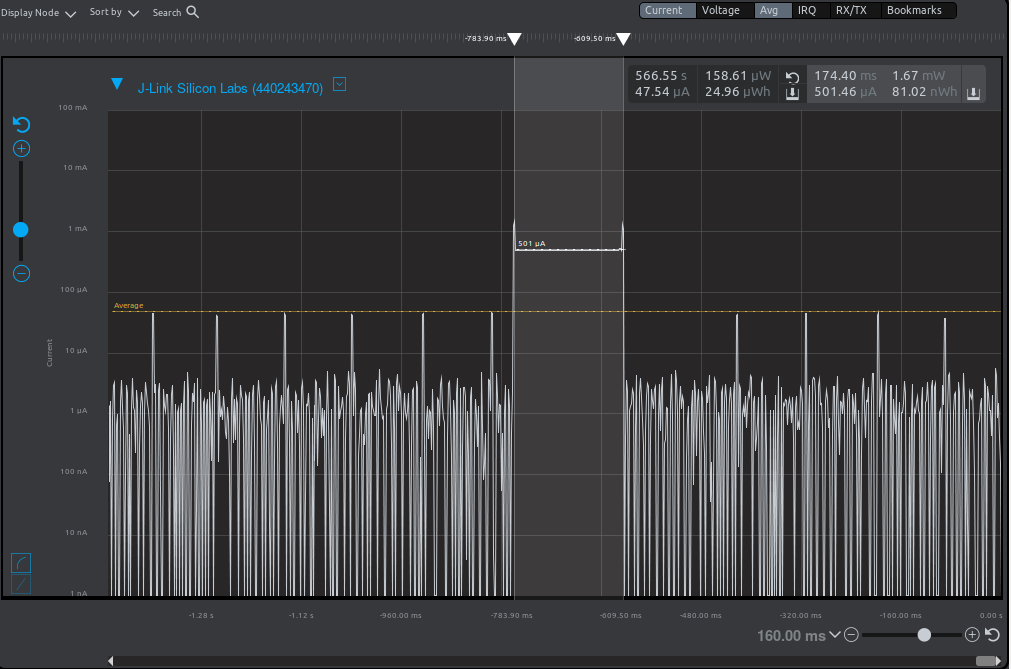 Display Node Sort by Search Current Voltage Avg IRQ RX/TX Bookmarks
-783.90 ms -609.50 ms
J-Link Silicon Labs (440243470)
566.55 s 158.61 µW 174.40 ms 1.67 mW
47.54 µA 24.96 µWh 501.46 µA 81.02 nWh
100 mA
10 mA
1 mA
501 µA
100 µA
Average
10 µA
Current
1 µA
100 nA
10 nA
1 nA
-1.28 s -1.12 s -960.00 ms -783.90 ms -609.50 ms -480.00 ms -320.00 ms -160.00 ms 0.00 s
160.00 ms